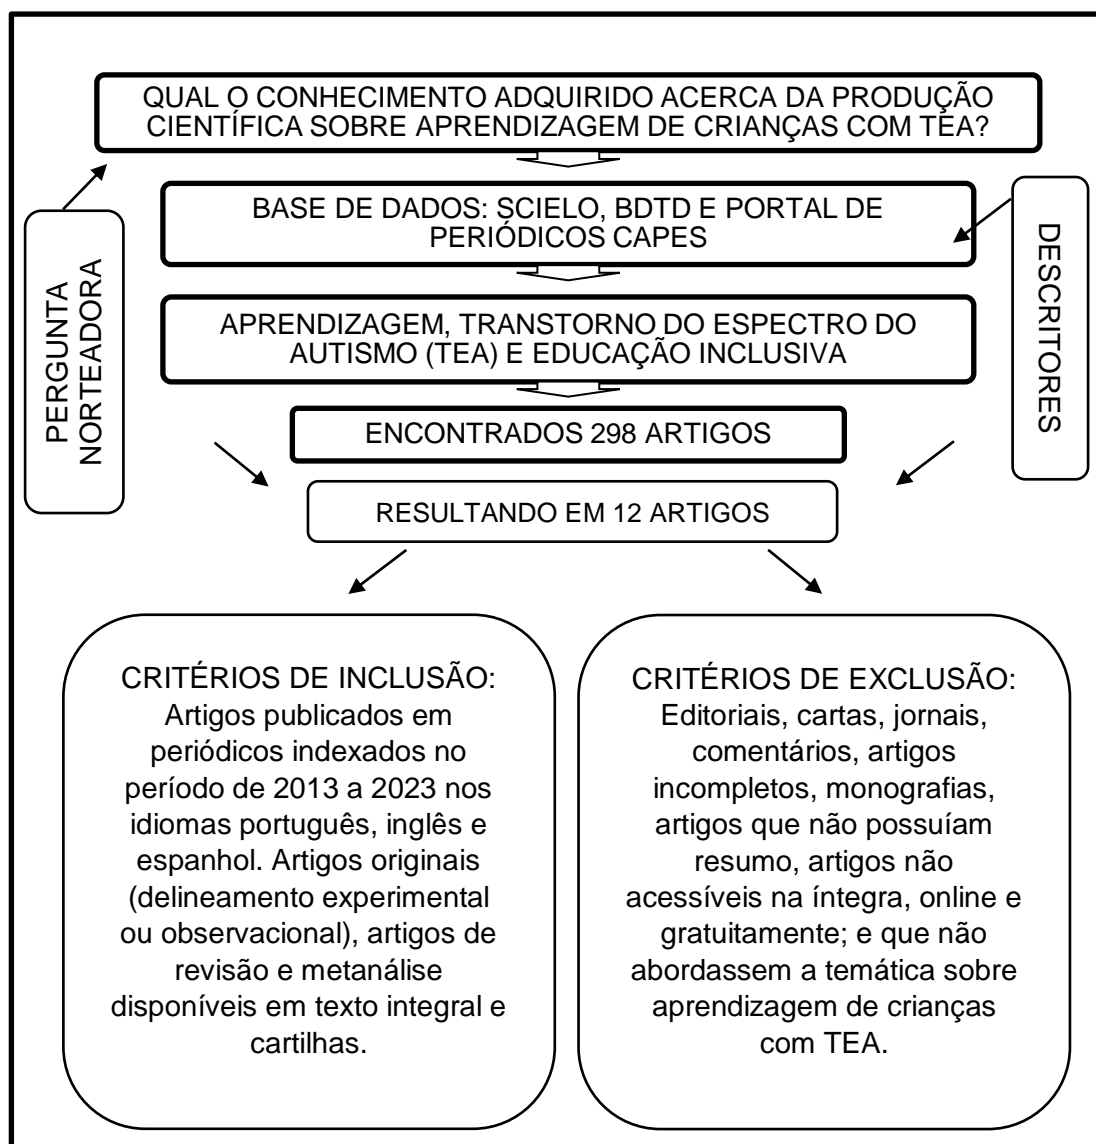 QUAL O CONHECIMENTO ADQUIRIDO ACERCA DA PRODUÇÃO
CIENTÍFICA SOBRE APRENDIZAGEM DE CRIANÇAS COM TEA?
PERGUNTA
NORTEADORA
BASE DE DADOS: SCIELO, BDTD E PORTAL DE
PERIÓDICOS CAPES
DESCRITORES
APRENDIZAGEM, TRANSTORNO DO ESPECTRO DO
AUTISMO (TEA) E EDUCAÇÃO INCLUSIVA
ENCONTRADOS 298 ARTIGOS
RESULTANDO EM 12 ARTIGOS
CRITÉRIOS DE INCLUSÃO:
Artigos publicados em
periódicos indexados no
período de 2013 a 2023 nos
idiomas português, inglês e
espanhol. Artigos originais
(delineamento experimental
ou observacional), artigos de
revisão e metanálise
disponíveis em texto integral e
cartilhas.
CRITÉRIOS DE EXCLUSÃO:
Editoriais, cartas, jornais,
comentários, artigos
incompletos, monografias,
artigos que não possuíam
resumo, artigos não
acessíveis na íntegra, online e
gratuitamente; e que não
abordassem a temática sobre
aprendizagem de crianças
com TEA.